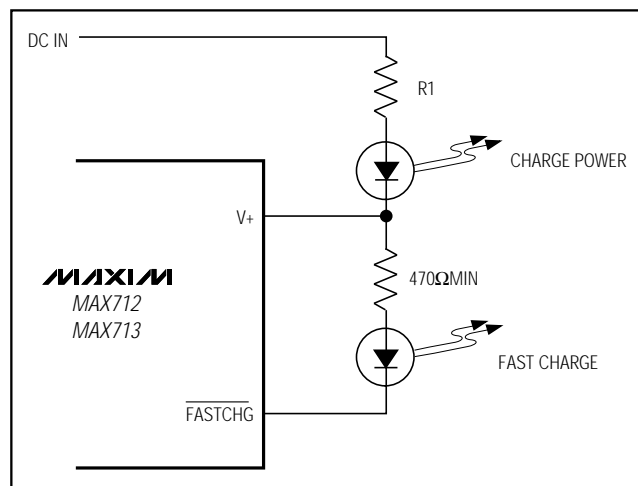 DC IN
R1
CHARGE POWER
V+
470ΩMIN
MAXIM
MAX712
MAX713
FAST CHARGE
FASTCHG